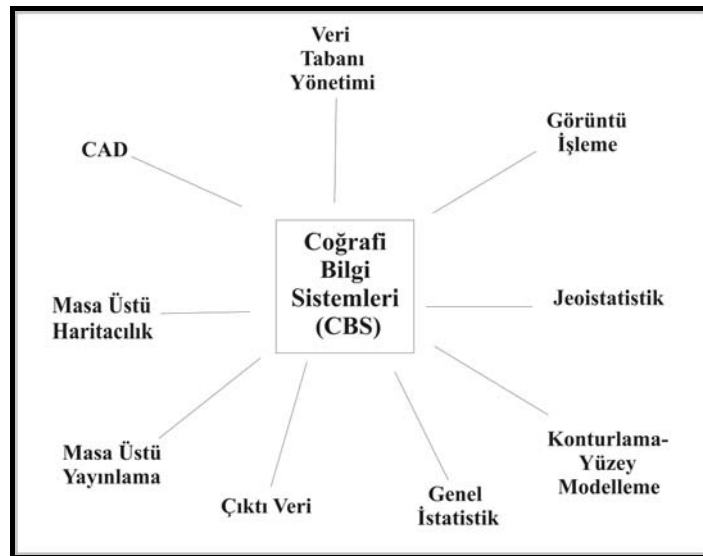 Veri
Tabanı
Yönetimi
Görüntü
İşleme
CAD
Coğrafi
Bilgi
Sistemleri
(CBS)
Masa Üstü
Haritacılık
Jeoistatistik
Masa Üstü
Yayınlama
Çıktı Veri
Genel
İstatistik
Konturlama-
Yüzey
Modelleme